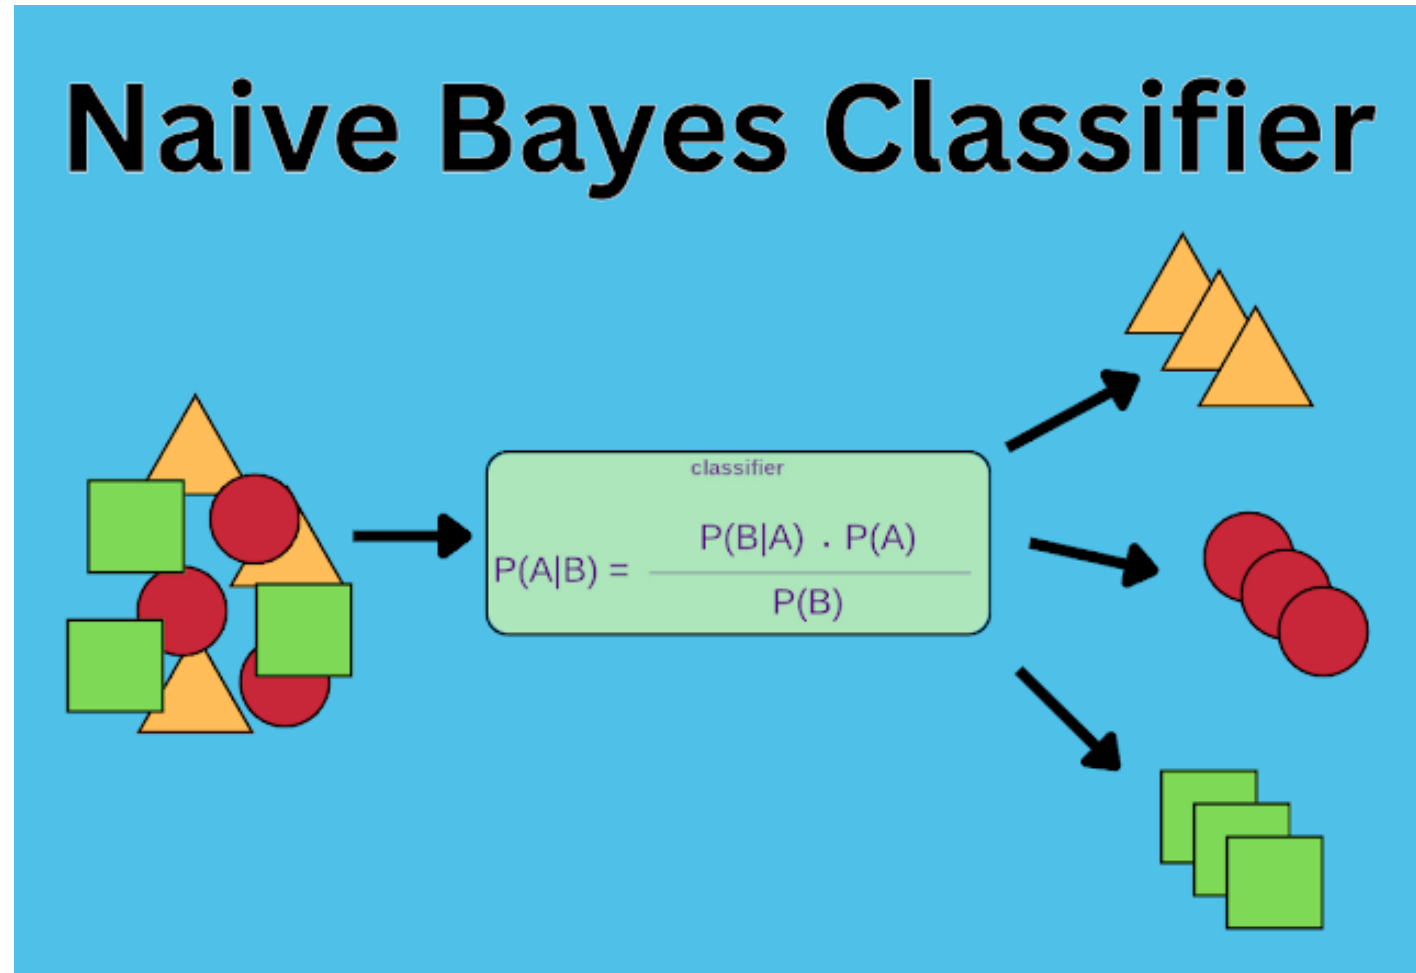 Naive Bayes Classifier
classifier
P(B|A) . P(A)
P(A|B) =
P(B)